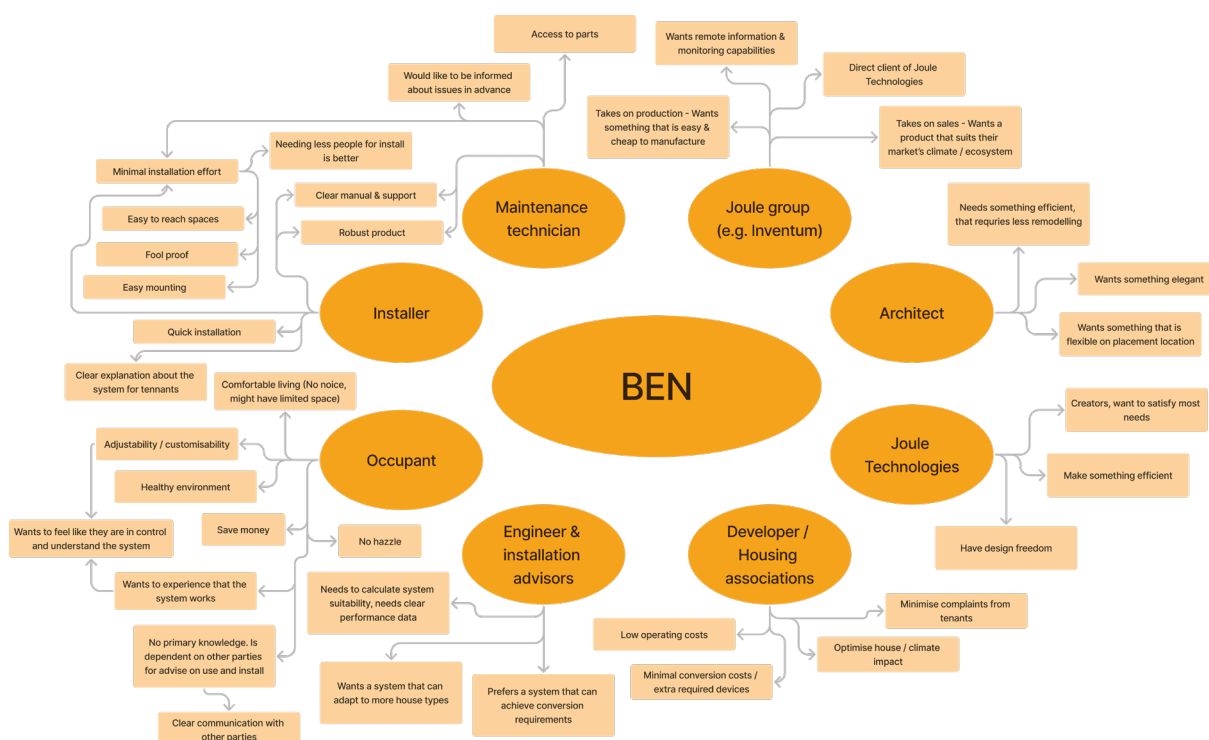 Access to parts
Wants remote information &
monitoring capabilities
Direct client of Joule
Technologies
Would like to be informed
about issues in advance
Takes on production - Wants
something that is easy &
cheap to manufacture
Takes on sales - Wants a
product that suits their
market's climate / ecosystem
Needing less people for install
is better
Minimal installation effort
Clear manual & support
Easy to reach spaces
Robust product
Fool proof
Easy mounting
Quick installation
Clear explanation about the
system for tennants
Maintenance
technician
Joule group
(e.g. Inventum)
Needs something efficient,
that requries less remodelling
Wants something elegant
Wants something that is
flexible on placement location
Installer
Architect
BEN
Comfortable living (No noice,
might have limited space)
Adjustability / customisability
Healthy environment
Save money
No hazzle
Wants to feel like they are in control
and understand the system
Wants to experience that the
system works
No primary knowledge. Is
dependent on other parties
for advise on use and install
Clear communication with
other parties
Occupant
Joule
Technologies
Creators, want to satisfy most
needs
Make something efficient
Have design freedom
Engineer &
installation
advisors
Developer /
Housing
associations
Needs to calculate system
suitability, needs clear
performance data
Wants a system that can
adapt to more house types
Prefers a system that can
achieve conversion
requirements
Low operating costs
Minimal conversion costs /
extra required devices
Minimise complaints from
tenants
Optimise house / climate
impact